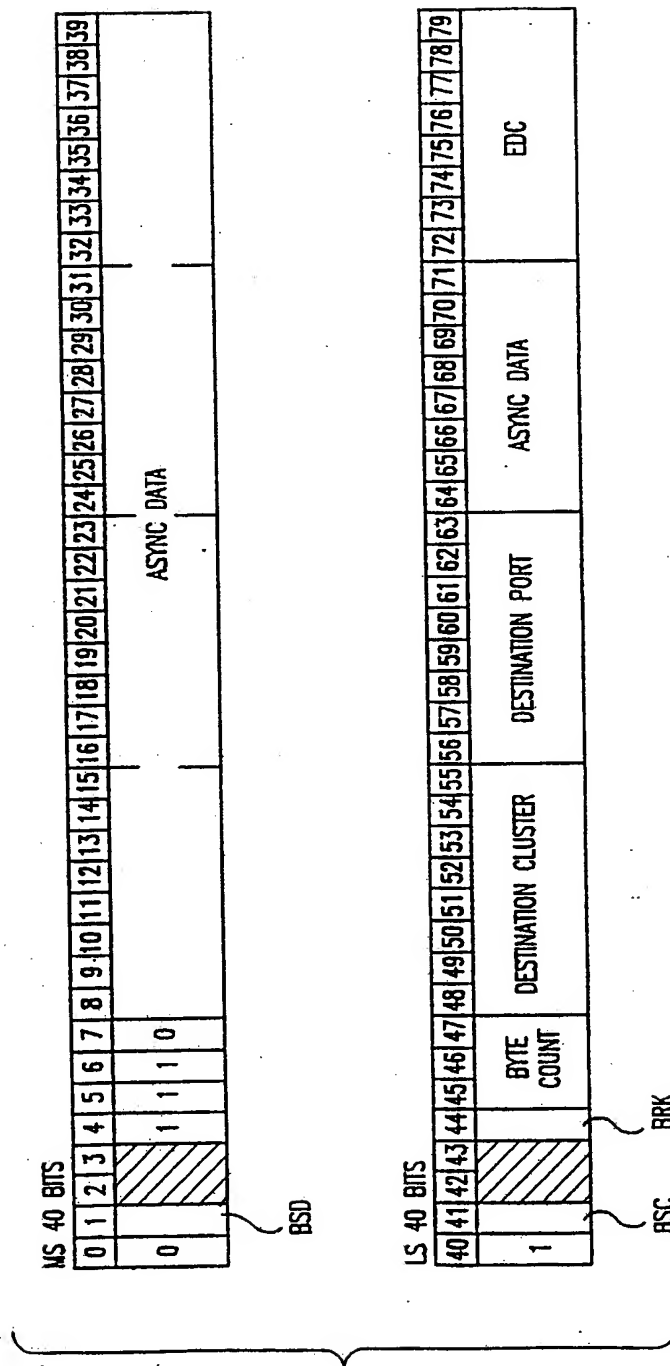 MS 40 BITS
0 1 2 3 4 5 6 7 8 9 10 11 12 13 14 15 16 17 18 19 20 21 22 23 24 25 26 27 28 29 30 31 32 33 34 35 36 37 38 39
0 1 1 1 0 ASYNC DATA
BSD
LS 40 BITS
40 41 42 43 44 45 46 47 48 49 50 51 52 53 54 55 56 57 58 59 60 61 62 63 64 65 66 67 68 69 70 71 72 73 74 75 76 77 78 79
1 BYTE COUNT DESTINATION CLUSTER DESTINATION PORT ASYNC DATA EDC
BSC BRK